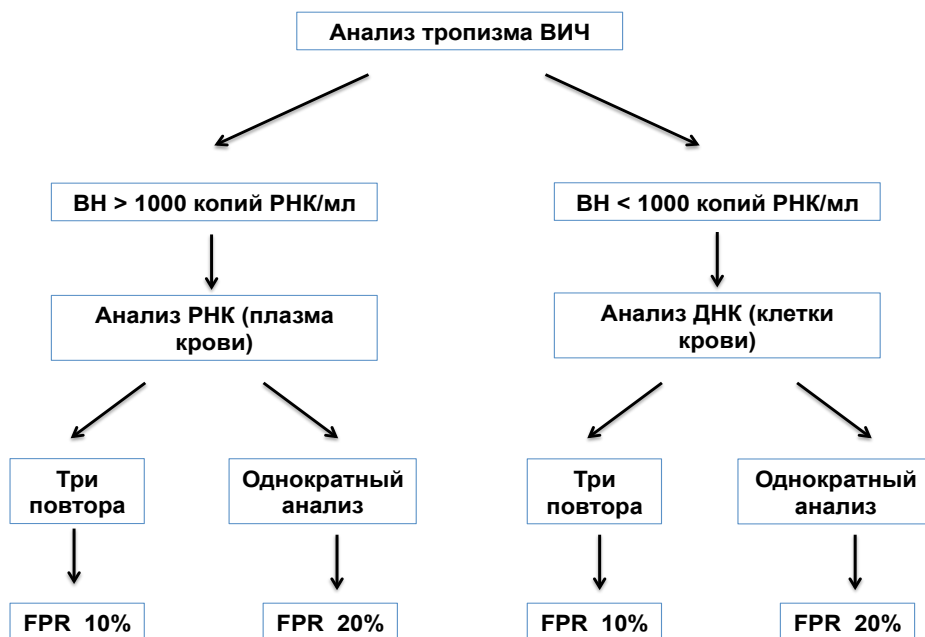 Анализ тропизма ВИЧ
ВН > 1000 копий РНК/мл
ВН < 1000 копий РНК/мл
Анализ РНК (плазма
крови)
Анализ ДНК (клетки
крови)
Три
повтора
Однократный
анализ
Три
повтора
Однократный
анализ
FPR 10%
FPR 20%
FPR 10%
FPR 20%